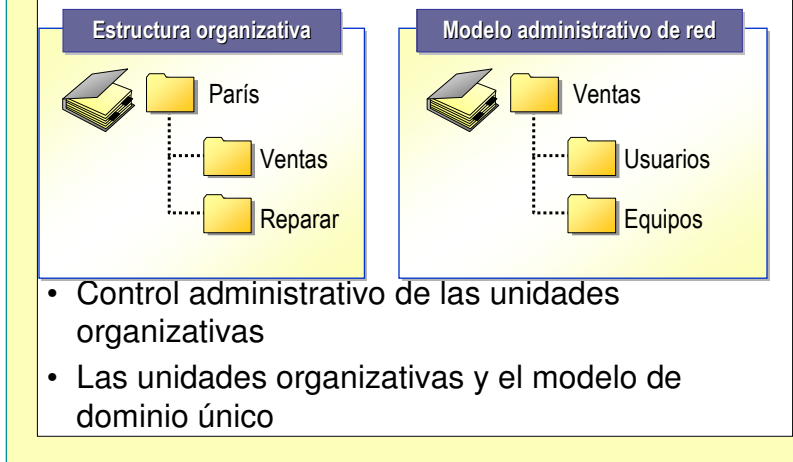 Estructura organizativa
París
Ventas
Reparar
Modelo administrativo de red
Ventas
Usuarios
Equipos
• Control administrativo de las unidades
organizativas
• Las unidades organizativas y el modelo de
dominio único